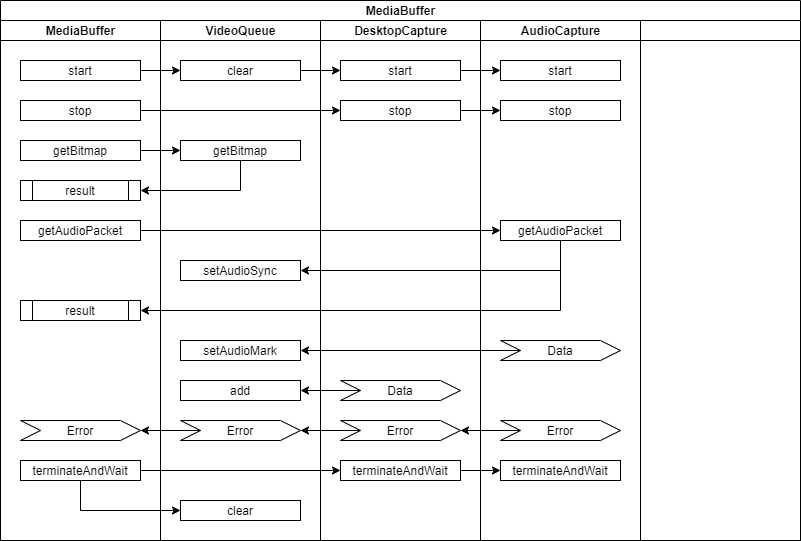 MediaBuffer
MediaBuffer VideoQueue DesktopCapture AudioCapture
start clear start start
stop stop stop
getBitmap getBitmap
result
getAudioPacket getAudioPacket
setAudioSync
result
setAudioMark Data
add Data
Error Error Error Error
terminateAndWait terminateAndWait terminateAndWait
clear